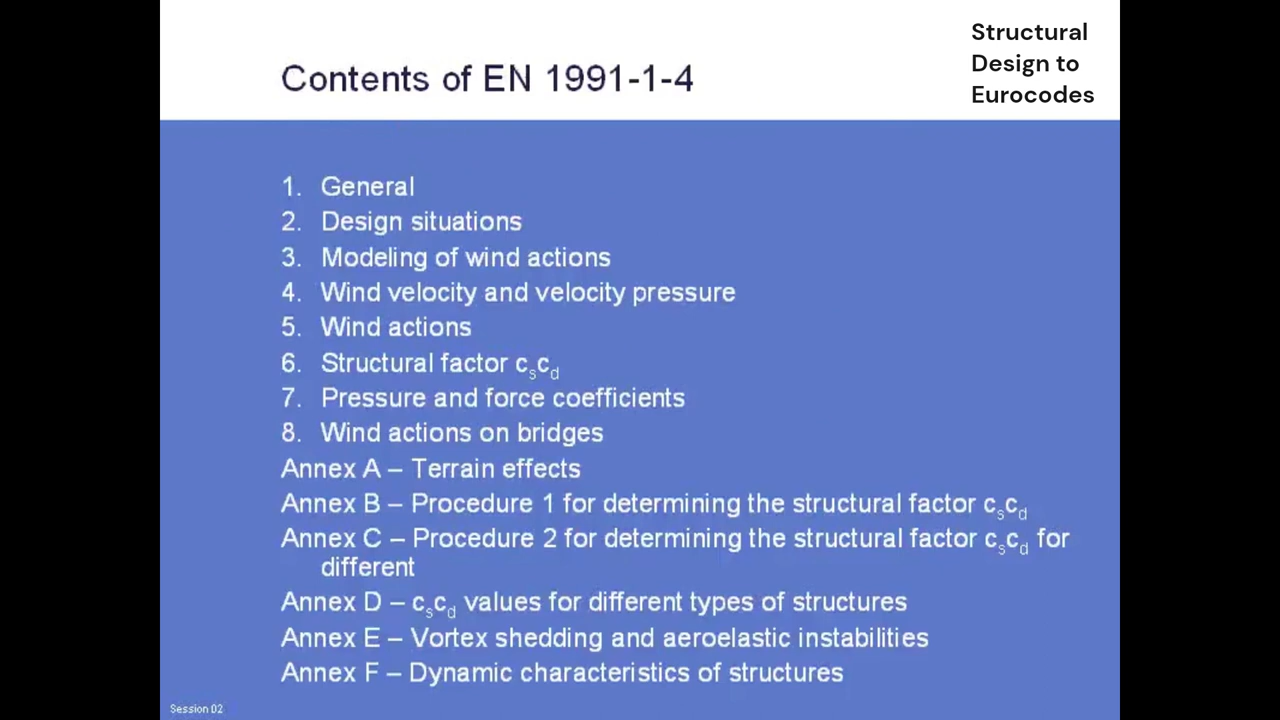 Structural
Design to
Eurocodes
Contents of EN 1991-1-4
1. General
2. Design situations
3. Modeling of wind actions
4. Wind velocity and velocity pressure
5. Wind actions
6. Structural factor cscd
7. Pressure and force coefficients
8. Wind actions on bridges
Annex A – Terrain effects
Annex B – Procedure 1 for determining the structural factor cscd
Annex C – Procedure 2 for determining the structural factor cscd for
different
Annex D – cscd values for different types of structures
Annex E – Vortex shedding and aeroelastic instabilities
Annex F – Dynamic characteristics of structures
Session 02